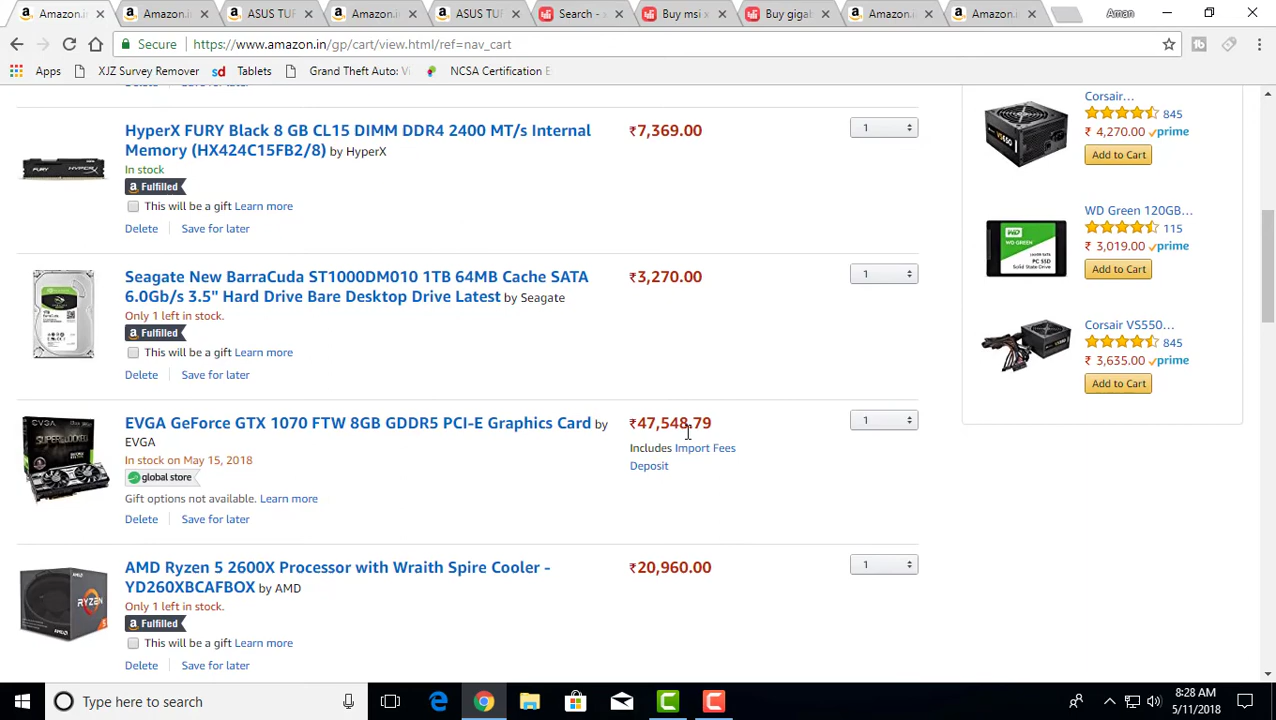 Amazon.in
Amazon.in
ASUS TUF
Amazon.in
ASUS TUF
Search -
Buy msi x
Buy gigab
Amazon.in
Amazon.in
Aman
Secure
https://www.amazon.in/gp/cart/view.html/ref=nav_cart
Apps
XJZ Survey Remover
sd Tablets
Grand Theft Auto: Vi
NCSA Certification E
Delete Save for later
HyperX FURY Black 8 GB CL15 DIMM DDR4 2400 MT/s Internal
Memory (HX424C15FB2/8) by HyperX
₹7,369.00
1
In stock
a Fulfilled
This will be a gift Learn more
Delete Save for later
Seagate New BarraCuda ST1000DM010 1TB 64MB Cache SATA
6.0Gb/s 3.5" Hard Drive Bare Desktop Drive Latest by Seagate
₹3,270.00
1
Only 1 left in stock.
a Fulfilled
This will be a gift Learn more
Delete Save for later
EVGA GeForce GTX 1070 FTW 8GB GDDR5 PCI-E Graphics Card by
EVGA
₹47,548.79
Includes Import Fees
Deposit
1
In stock on May 15, 2018
global store
Gift options not available. Learn more
Delete Save for later
AMD Ryzen 5 2600X Processor with Wraith Spire Cooler -
YD260XBCAFBOX by AMD
₹20,960.00
1
Only 1 left in stock.
a Fulfilled
This will be a gift Learn more
Delete Save for later
Corsair...
845
₹ 4,270.00 prime
Add to Cart
WD Green 120GB...
115
₹ 3,019.00 prime
Add to Cart
Corsair VS550...
845
₹ 3,635.00 prime
Add to Cart
Type here to search
8:28 AM
5/11/2018